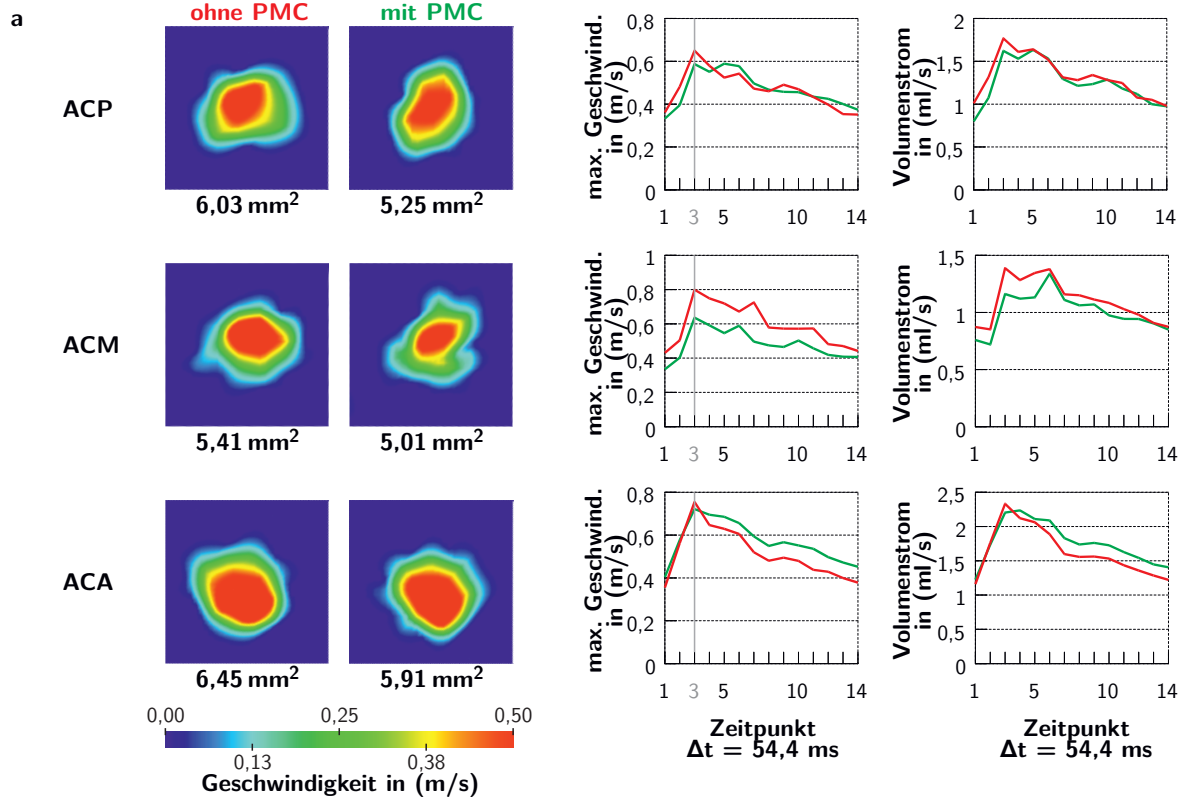 a
ohne PMC
mit PMC
ACP
6,03 mm²
5,25 mm²
max. Geschwind.
in (m/s)
0,8
0,6
0,4
0,2
0
1
3
5
10
14
Volumenstrom
in (ml/s)
2
1,5
1
0,5
0
1
5
10
14
ACM
5,41 mm²
5,01 mm²
max. Geschwind.
in (m/s)
1
0,8
0,6
0,4
0,2
0
1
3
5
10
14
Volumenstrom
in (ml/s)
1,5
1
0,5
0
1
5
10
14
ACA
6,45 mm²
5,91 mm²
max. Geschwind.
in (m/s)
0,8
0,6
0,4
0,2
0
1
3
5
10
14
Zeitpunkt
Δt = 54,4 ms
Volumenstrom
in (ml/s)
2,5
2
1,5
1
0,5
0
1
5
10
14
Zeitpunkt
Δt = 54,4 ms
0,00
0,25
0,50
0,13
0,38
Geschwindigkeit in (m/s)